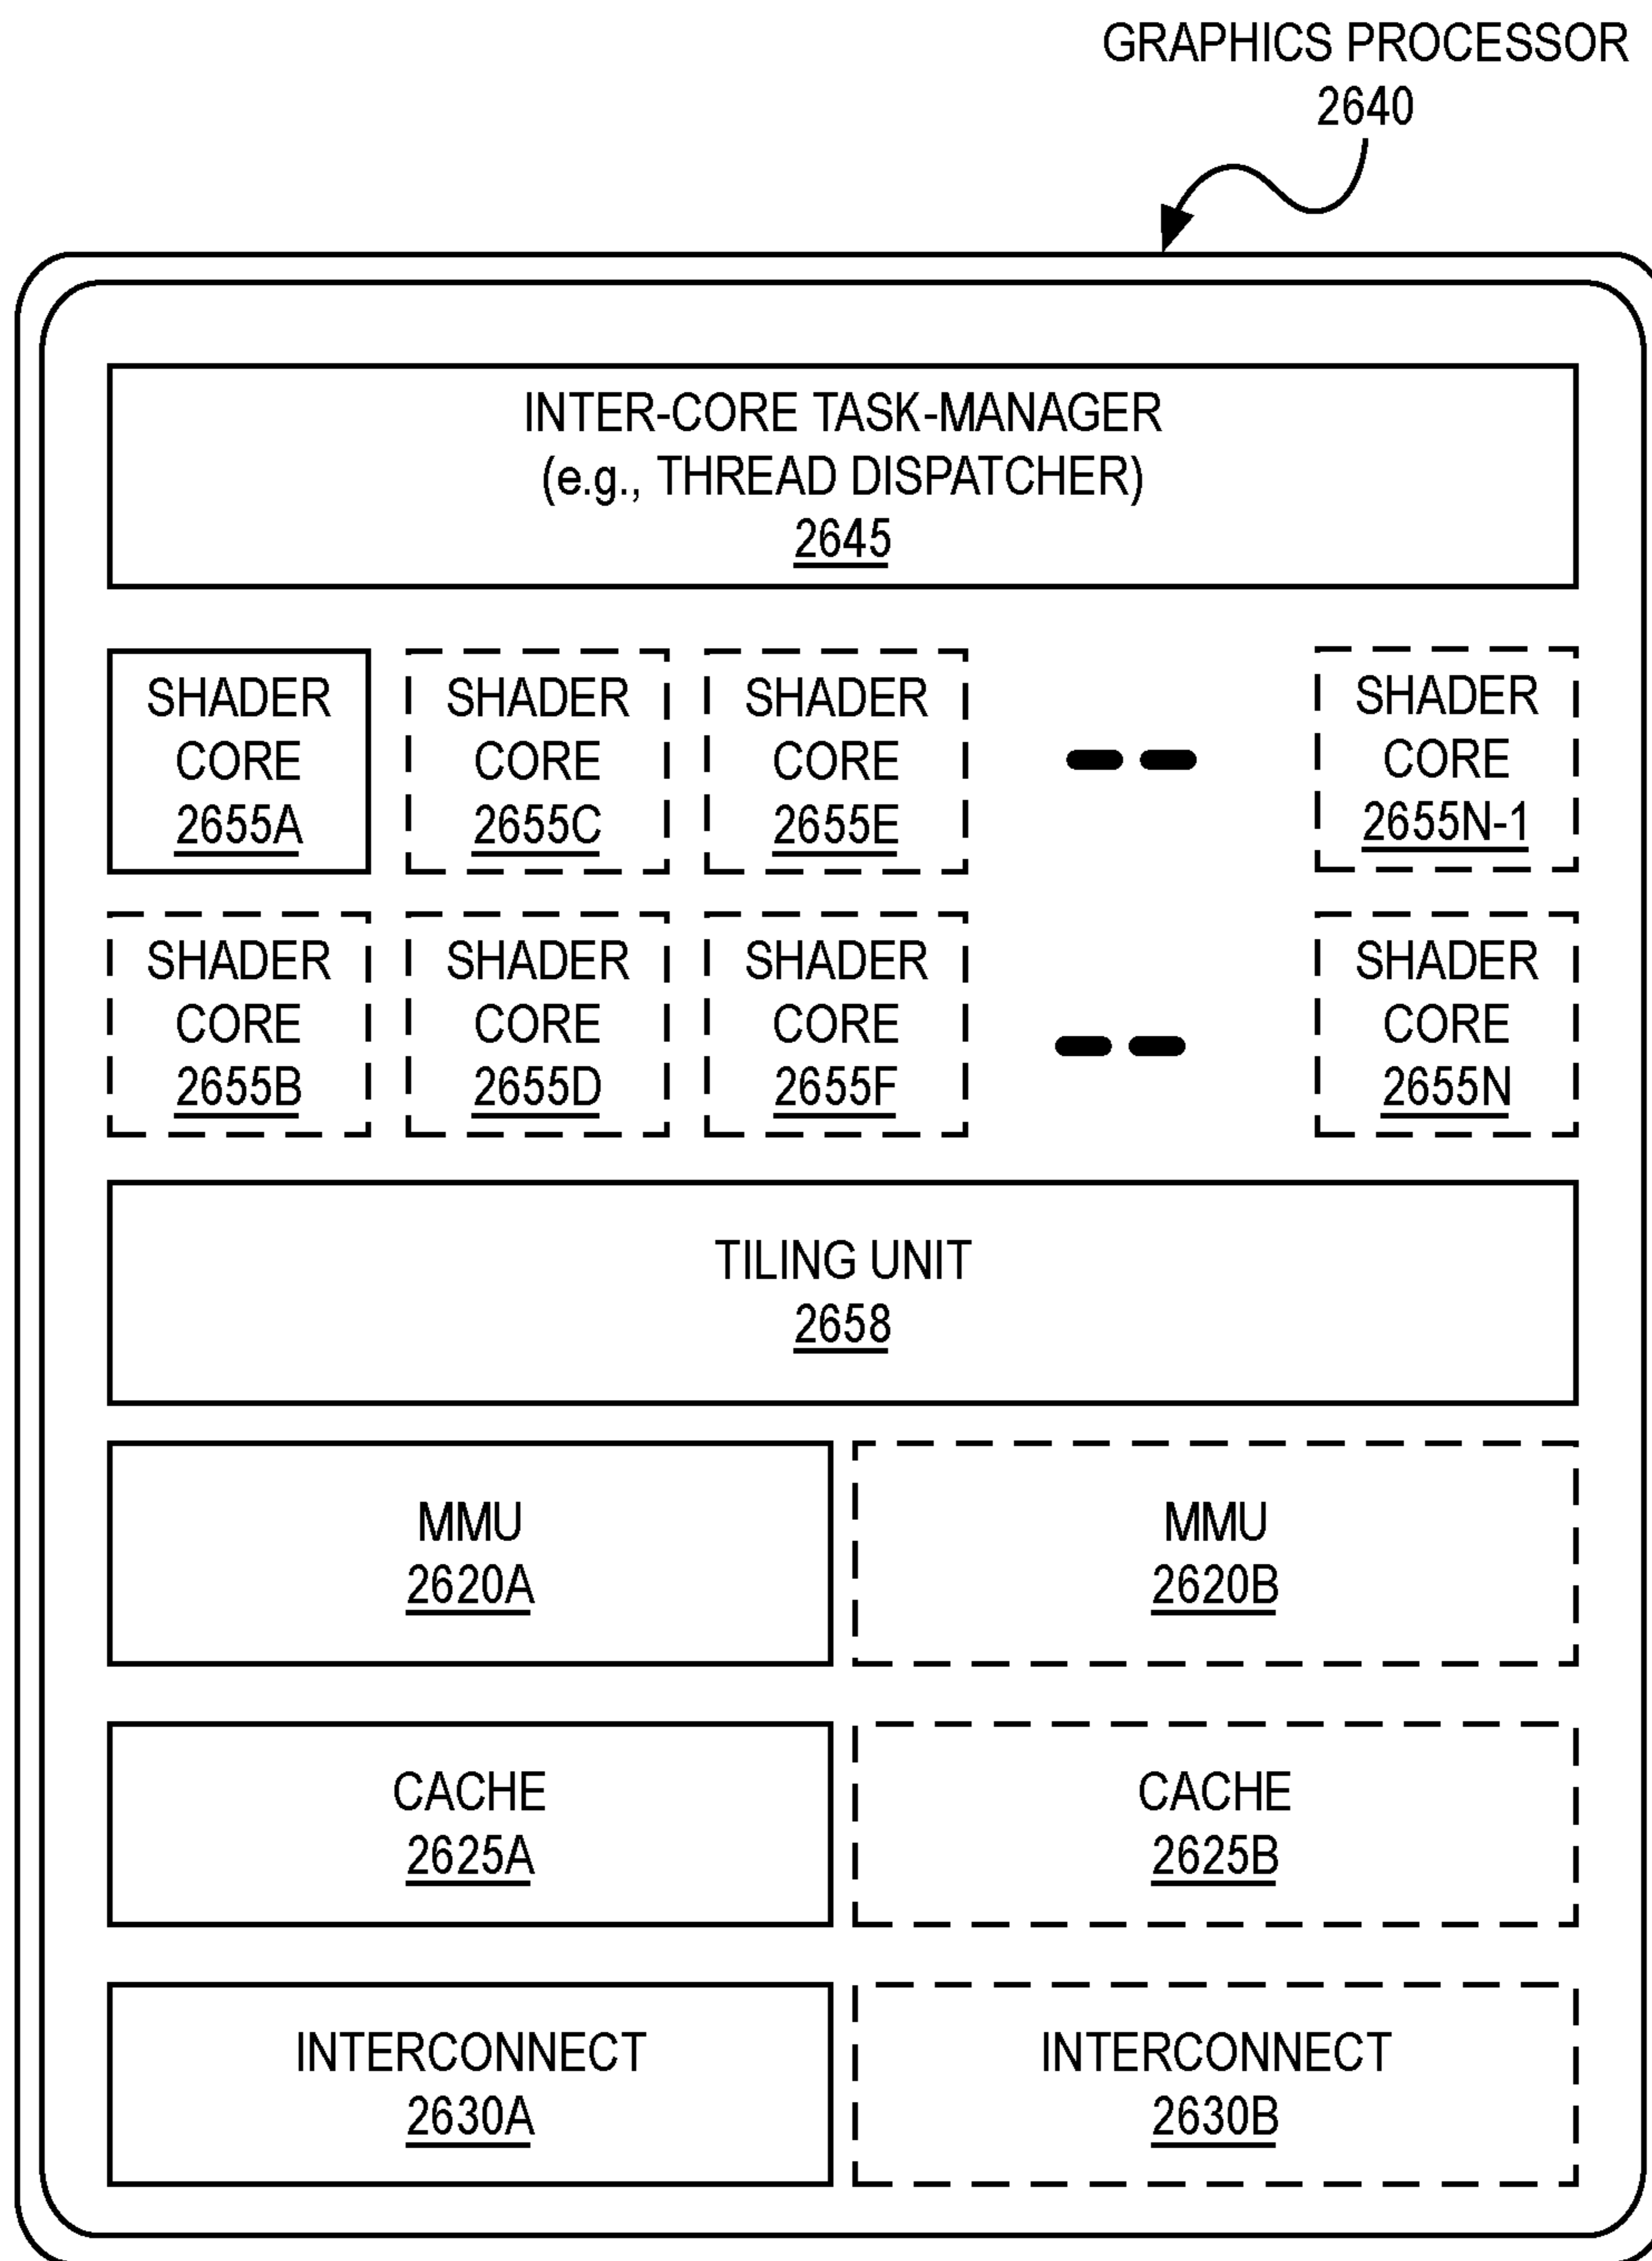 GRAPHICS PROCESSOR
2640
INTER-CORE TASK-MANAGER
(e.g., THREAD DISPATCHER)
2645
SHADER
CORE
2655A
SHADER
CORE
2655C
SHADER
CORE
2655E
SHADER
CORE
2655N-1
SHADER
CORE
2655B
SHADER
CORE
2655D
SHADER
CORE
2655F
SHADER
CORE
2655N
TILING UNIT
2658
MMU
2620A
MMU
2620B
CACHE
2625A
CACHE
2625B
INTERCONNECT
2630A
INTERCONNECT
2630B